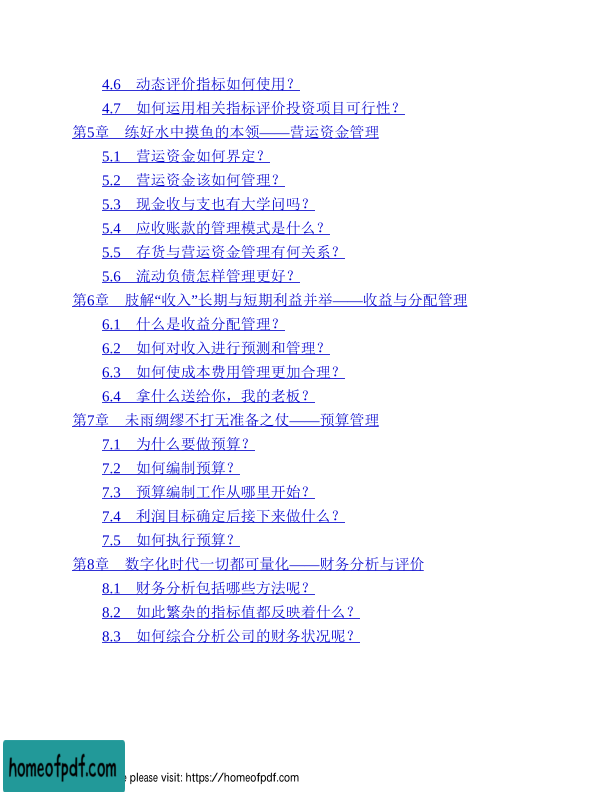 4.6 动态评价指标如何使用？
4.7 如何运用相关指标评价投资项目可行性？
第5章 练好水中摸鱼的本领——营运资金管理
5.1 营运资金如何界定？
5.2 营运资金该如何管理？
5.3 现金收与支也有大学问吗？
5.4 应收账款的管理模式是什么？
5.5 存货与营运资金管理有何关系？
5.6 流动负债怎样管理更好？
第6章 肢解“收入”长期与短期利益并举——收益与分配管理
6.1 什么是收益分配管理？
6.2 如何对收入进行预测和管理？
6.3 如何使成本费用管理更加合理？
6.4 拿什么送给你，我的老板？
第7章 未雨绸缪不打无准备之仗——预算管理
7.1 为什么要做预算？
7.2 如何编制预算？
7.3 预算编制工作从哪里开始？
7.4 利润目标确定后接下来做什么？
7.5 如何执行预算？
第8章 数字化时代一切都可量化——财务分析与评价
8.1 财务分析包括哪些方法呢？
8.2 如此繁杂的指标值都反映着什么？
8.3 如何综合分析公司的财务状况呢？
homeofpdf.com
please visit: https://homeofpdf.com